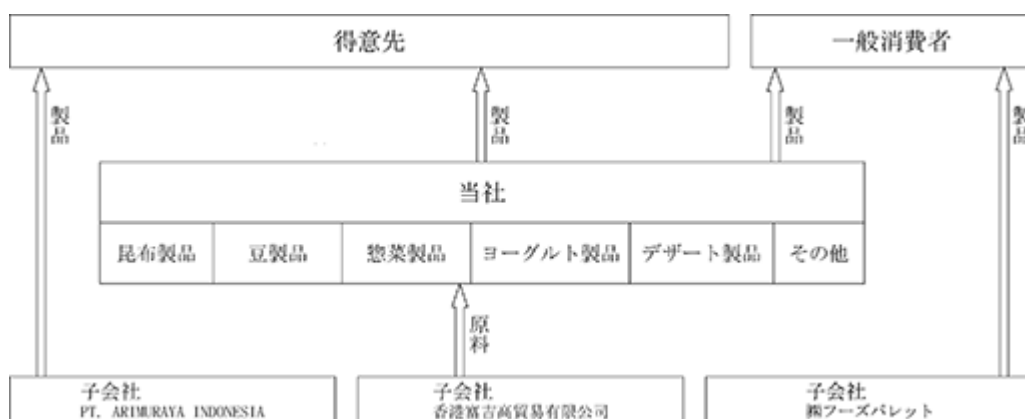 得意先
一般消費者
製品
製品
製品
製品
当社
昆布製品
豆製品
惣菜製品
ヨーグルト製品
デザート製品
その他
原料
子会社
PT. ARIMURAYA INDONESIA
子会社
香港富吉高貿易有限公司
子会社
㈱フーズパレット